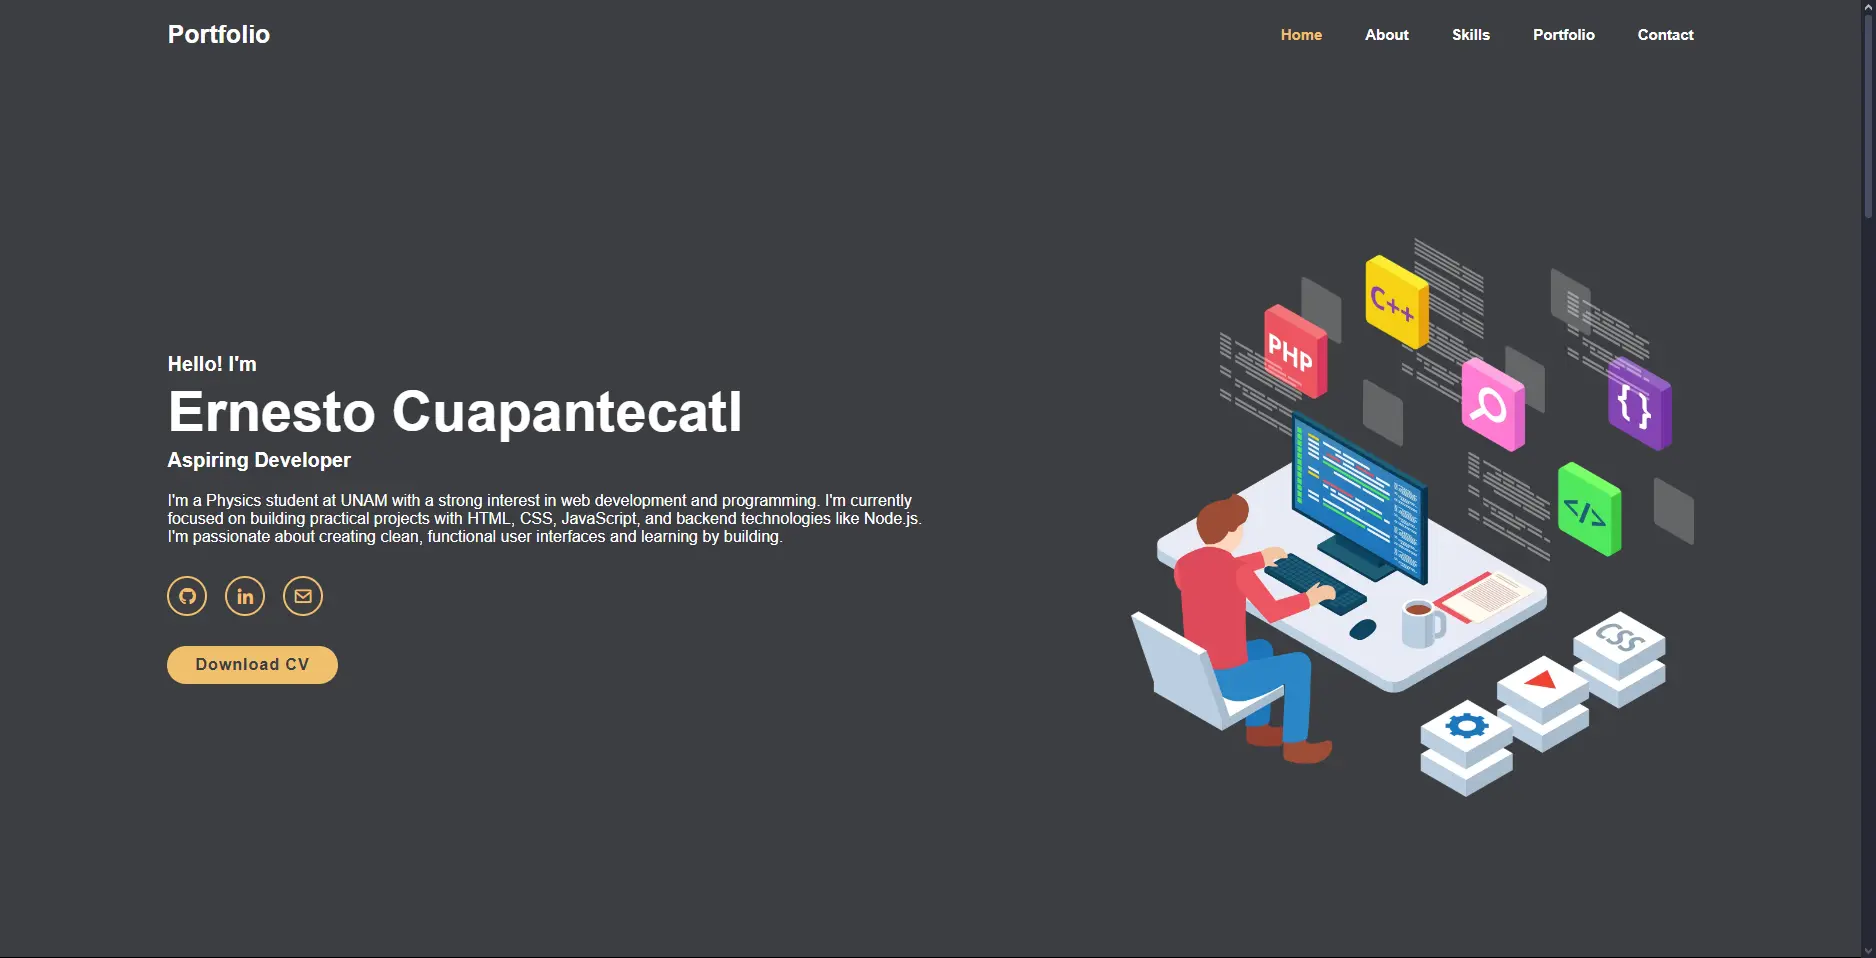 Portfolio
Home About Skills Portfolio Contact
Hello! I'm
Ernesto Cuapantecatl
Aspiring Developer
I'm a Physics student at UNAM with a strong interest in web development and programming. I'm currently
focused on building practical projects with HTML, CSS, JavaScript, and backend technologies like Node.js.
I'm passionate about creating clean, functional user interfaces and learning by building.
in
Download CV
C++
PHP
{}
</>
CSS